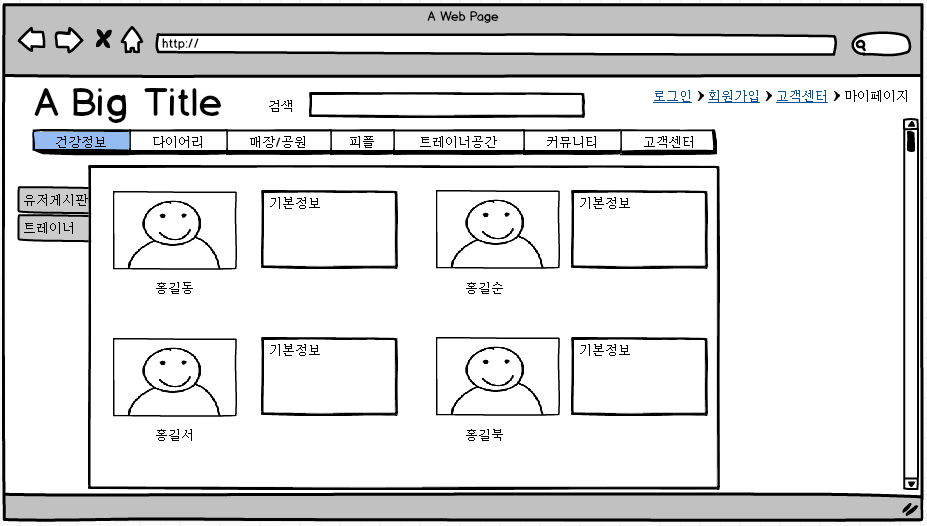 A Web Page
http://
A Big Title
검색
로그인 > 회원가입 > 고객센터 > 마이페이지
건강정보 다이어리 매장/공원 피플 트레이너공간 커뮤니티 고객센터
유저게시판
트레이너
기본정보 기본정보
홍길동 홍길순
기본정보 기본정보
홍길서 홍길북